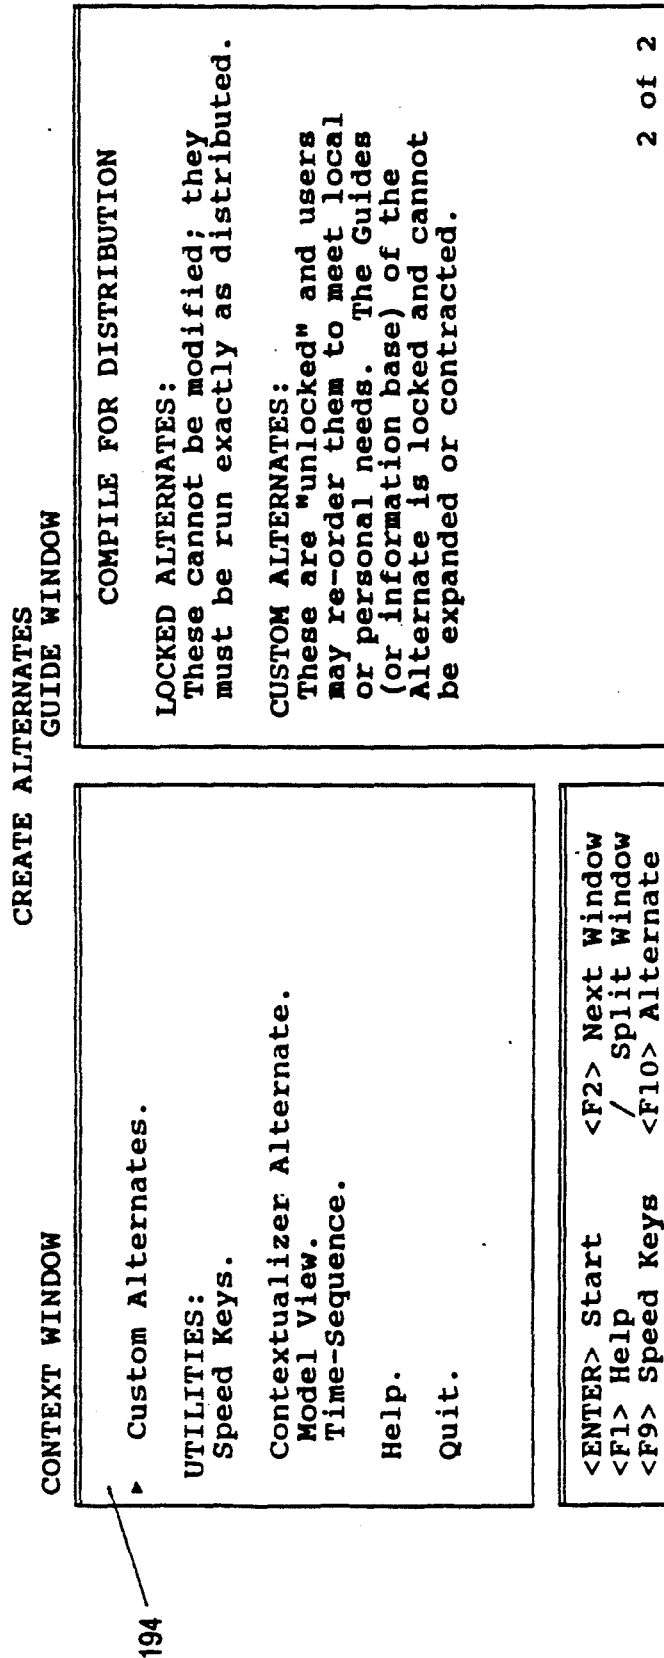 CREATE ALTERNATES
CONTEXT WINDOW
GUIDE WINDOW
194
▸ Custom Alternates.
UTILITIES:
Speed Keys.
Contextualizer Alternate.
Model View.
Time-Sequence.
Help.
Quit.
<ENTER> Start <F2> Next Window
<F1> Help / Split Window
<F9> Speed Keys <F10> Alternate
COMPILE FOR DISTRIBUTION
LOCKED ALTERNATES:
These cannot be modified; they
must be run exactly as distributed.
CUSTOM ALTERNATES:
These are "unlocked" and users
may re-order them to meet local
or personal needs. The Guides
(or information base) of the
Alternate is locked and cannot
be expanded or contracted.
2 of 2